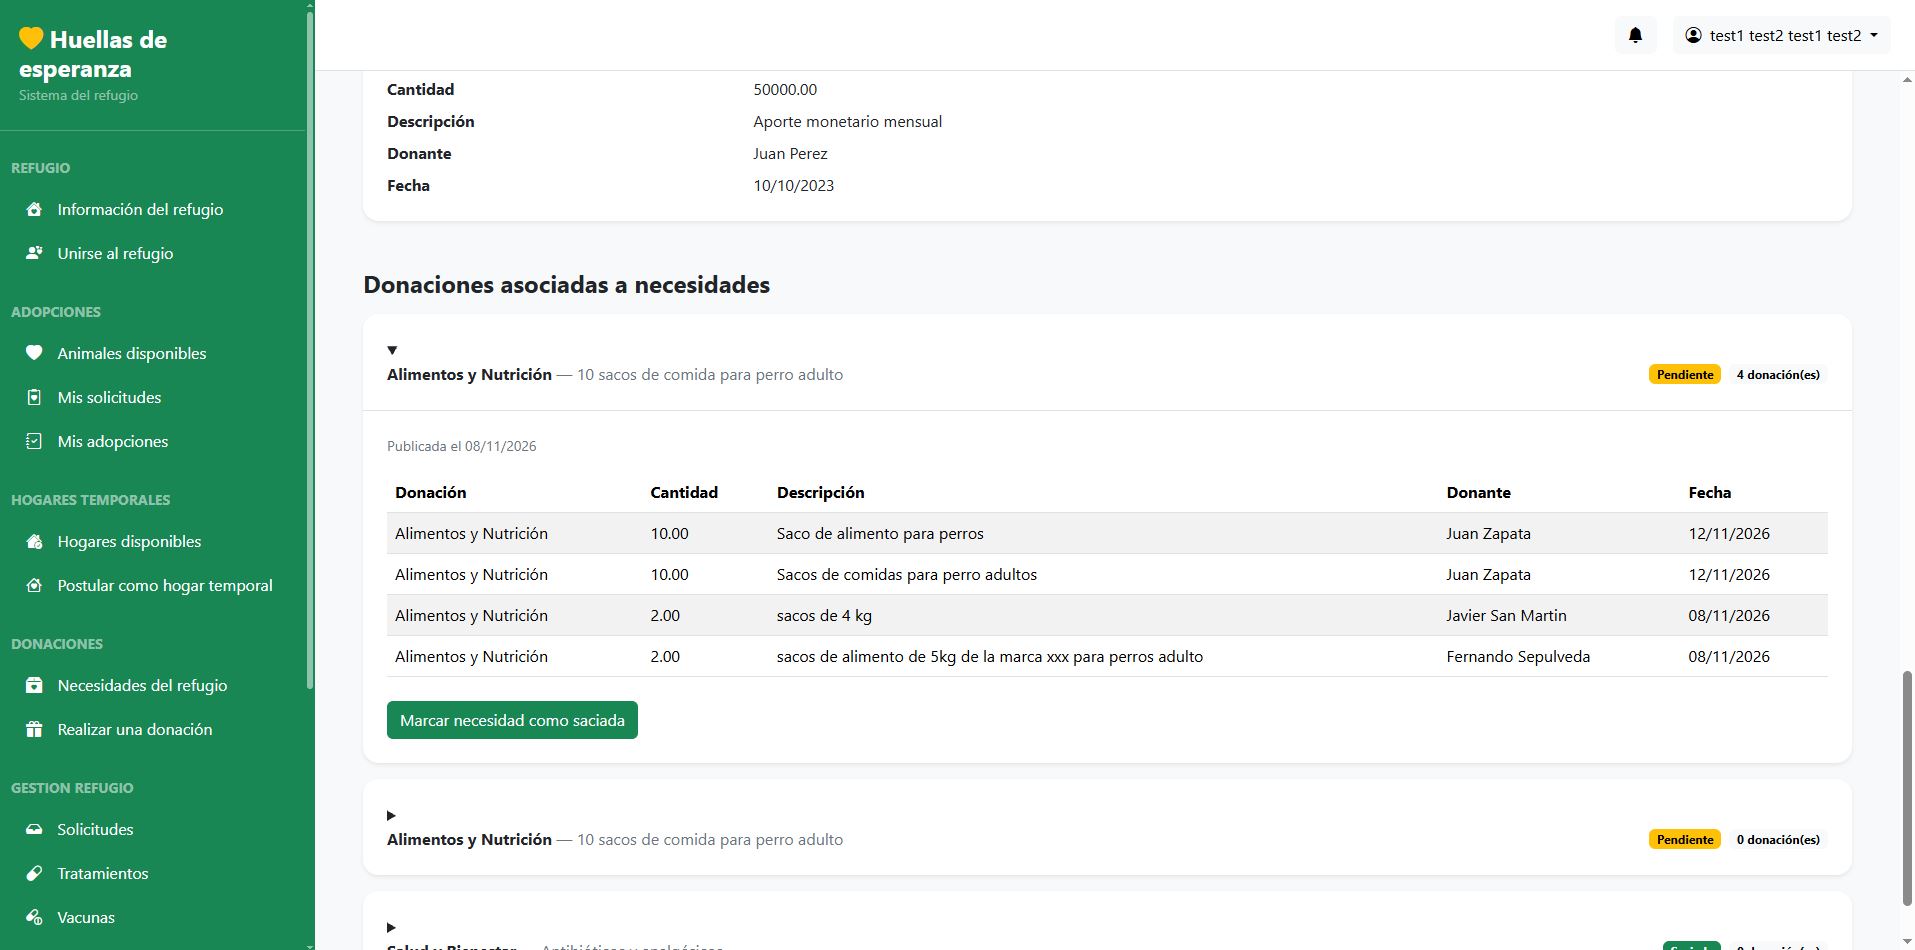 Huellas de
esperanza
Sistema del refugio
REFUGIO
Información del refugio
Unirse al refugio
ADOPCIONES
Animales disponibles
Mis solicitudes
Mis adopciones
HOGARES TEMPORALES
Hogares disponibles
Postular como hogar temporal
DONACIONES
Necesidades del refugio
Realizar una donación
GESTION REFUGIO
Solicitudes
Tratamientos
Vacunas
test1 test2 test1 test2
Cantidad 50000.00
Descripción Aporte monetario mensual
Donante Juan Perez
Fecha 10/10/2023
Donaciones asociadas a necesidades
Alimentos y Nutrición — 10 sacos de comida para perro adulto Pendiente 4 donación(es)
Publicada el 08/11/2026
Donación Cantidad Descripción Donante Fecha
Alimentos y Nutrición 10.00 Saco de alimento para perros Juan Zapata 12/11/2026
Alimentos y Nutrición 10.00 Sacos de comidas para perro adultos Juan Zapata 12/11/2026
Alimentos y Nutrición 2.00 sacos de 4 kg Javier San Martin 08/11/2026
Alimentos y Nutrición 2.00 sacos de alimento de 5kg de la marca xxx para perros adulto Fernando Sepulveda 08/11/2026
Marcar necesidad como saciada
Alimentos y Nutrición — 10 sacos de comida para perro adulto Pendiente 0 donación(es)
Salud y Bienestar — Antibióticos y analgésicos